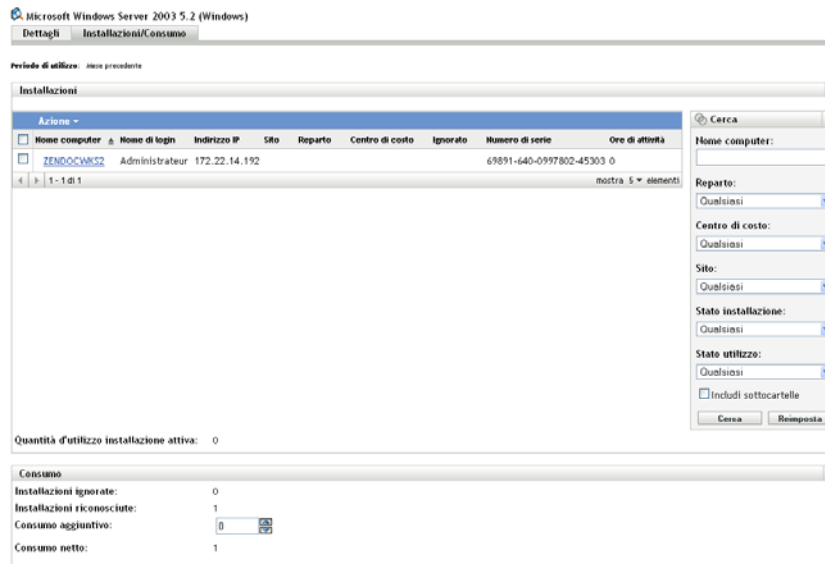 Microsoft Windows Server 2003 5.2 (Windows)
Dettagli Installazioni/Consumo
Periodo di utilizzo: Mese precedente
Installazioni
Azione
Nome computer Nome di login Indirizzo IP Sito Reparto Centro di costo Ignorato Numero di serie Ore di attività
ZENDOCWKS2 Administrateur 172.22.14.192 69891-640-0997802-45303 0
1 - 1 di 1 mostra 5 elementi
Quantità d'utilizzo installazione attiva: 0
Cerca
Nome computer:
Reparto:
Qualsiasi
Centro di costo:
Qualsiasi
Sito:
Qualsiasi
Stato installazione:
Qualsiasi
Stato utilizzo:
Qualsiasi
Includi sottocartelle
Cerca Reimposta
Consumo
Installazioni ignorate: 0
Installazioni riconosciute: 1
Consumo aggiuntivo: 0
Consumo netto: 1